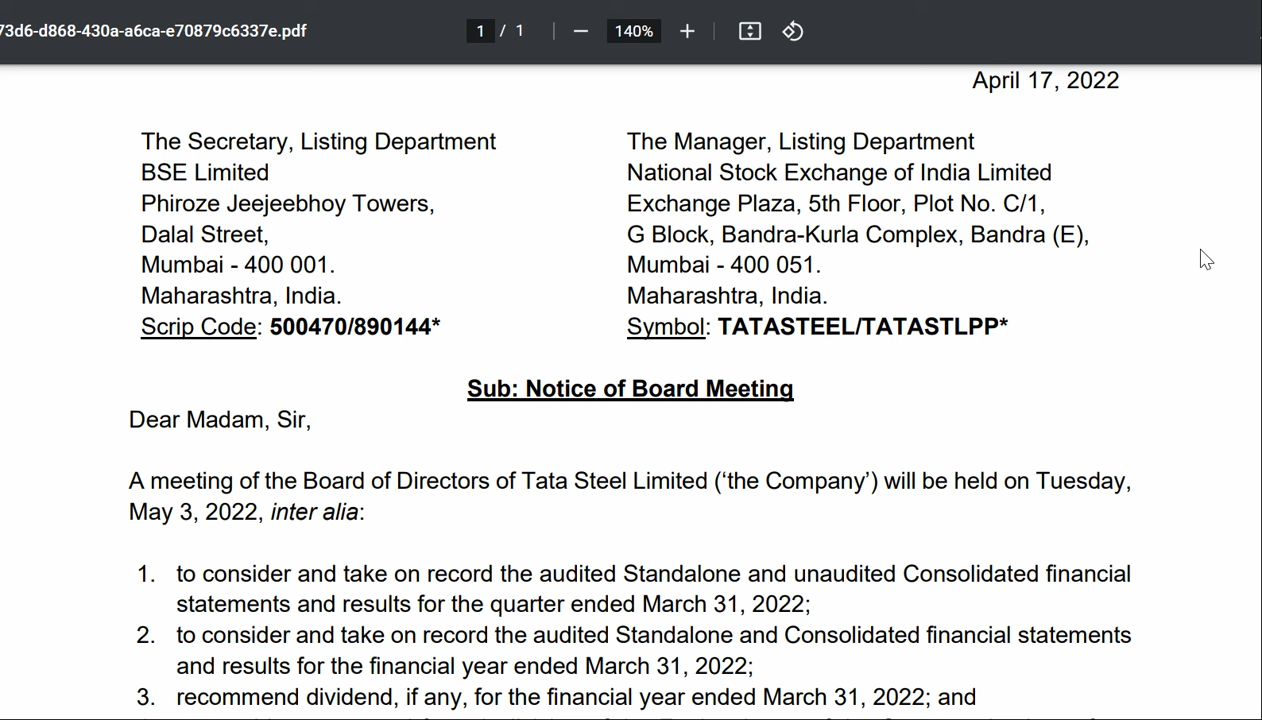 73d6-d868-430a-a6ca-e70879c6337e.pdf
1 / 1
140%
April 17, 2022
The Secretary, Listing Department
BSE Limited
Phiroze Jeejeebhoy Towers,
Dalal Street,
Mumbai - 400 001.
Maharashtra, India.
Scrip Code: 500470/890144*
The Manager, Listing Department
National Stock Exchange of India Limited
Exchange Plaza, 5th Floor, Plot No. C/1,
G Block, Bandra-Kurla Complex, Bandra (E),
Mumbai - 400 051.
Maharashtra, India.
Symbol: TATASTEEL/TATASTLPP*
Sub: Notice of Board Meeting
Dear Madam, Sir,
A meeting of the Board of Directors of Tata Steel Limited (‘the Company’) will be held on Tuesday,
May 3, 2022, inter alia:
1. to consider and take on record the audited Standalone and unaudited Consolidated financial
statements and results for the quarter ended March 31, 2022;
2. to consider and take on record the audited Standalone and Consolidated financial statements
and results for the financial year ended March 31, 2022;
3. recommend dividend, if any, for the financial year ended March 31, 2022; and